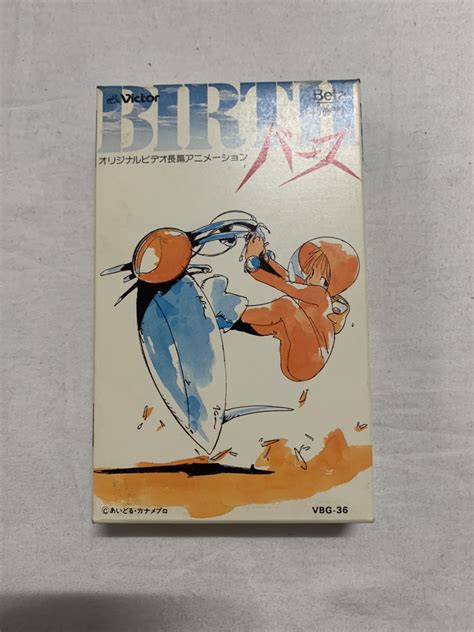 Victor
BIRTH
Beta
オリジナルビデオ長篇アニメーション
バース
©あいどる・カナメプロ
VBG-36